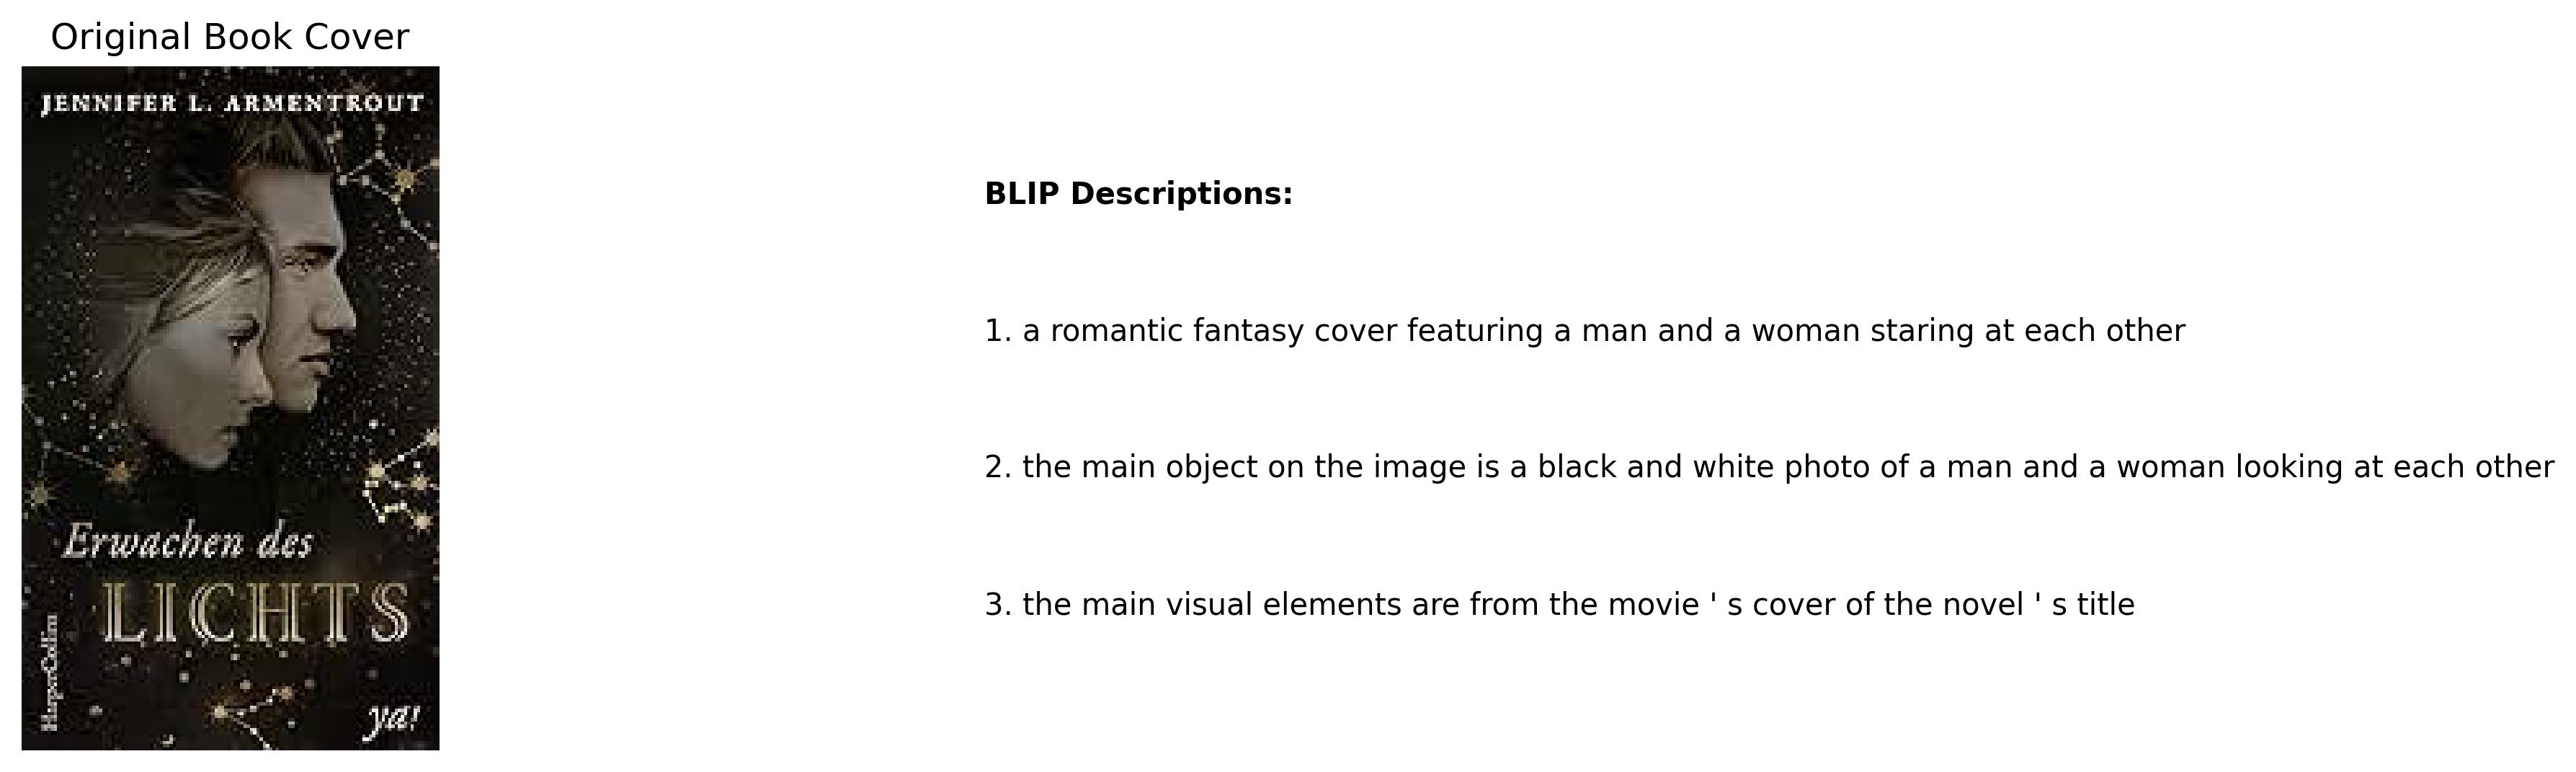 Original Book Cover
JENNIFER L. ARMENTROUT
Erwachen des
LICHTS
HarperCollins
ya!
BLIP Descriptions:
1. a romantic fantasy cover featuring a man and a woman staring at each other
2. the main object on the image is a black and white photo of a man and a woman looking at each other
3. the main visual elements are from the movie ' s cover of the novel ' s title